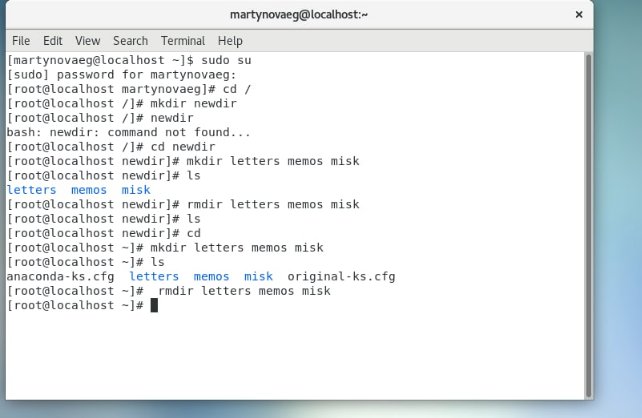 martynovaeg@localhost:~ ×
File Edit View Search Terminal Help
[martynovaeg@localhost ~]$ sudo su
[sudo] password for martynovaeg:
[root@localhost martynovaeg]# cd /
[root@localhost /]# mkdir newdir
[root@localhost /]# newdir
bash: newdir: command not found...
[root@localhost /]# cd newdir
[root@localhost newdir]# mkdir letters memos misk
[root@localhost newdir]# ls
letters  memos  misk
[root@localhost newdir]# rmdir letters memos misk
[root@localhost newdir]# ls
[root@localhost newdir]# cd
[root@localhost ~]# mkdir letters memos misk
[root@localhost ~]# ls
anaconda-ks.cfg  letters  memos  misk  original-ks.cfg
[root@localhost ~]#  rmdir letters memos misk
[root@localhost ~]#